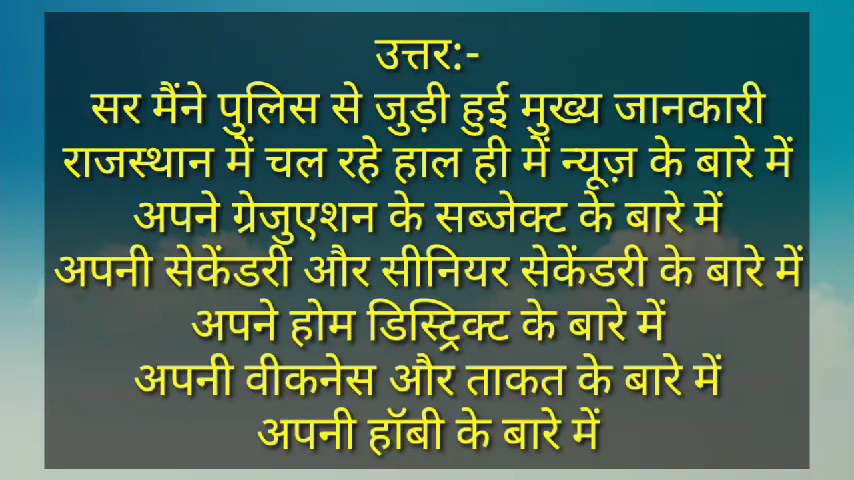 उत्तर:-
सर मैंने पुलिस से जुड़ी हुई मुख्य जानकारी
राजस्थान में चल रहे हाल ही में न्यूज़ के बारे में
अपने ग्रेजुएशन के सब्जेक्ट के बारे में
अपनी सेकेंडरी और सीनियर सेकेंडरी के बारे में
अपने होम डिस्ट्रिक्ट के बारे में
अपनी वीकनेस और ताकत के बारे में
अपनी हॉबी के बारे में